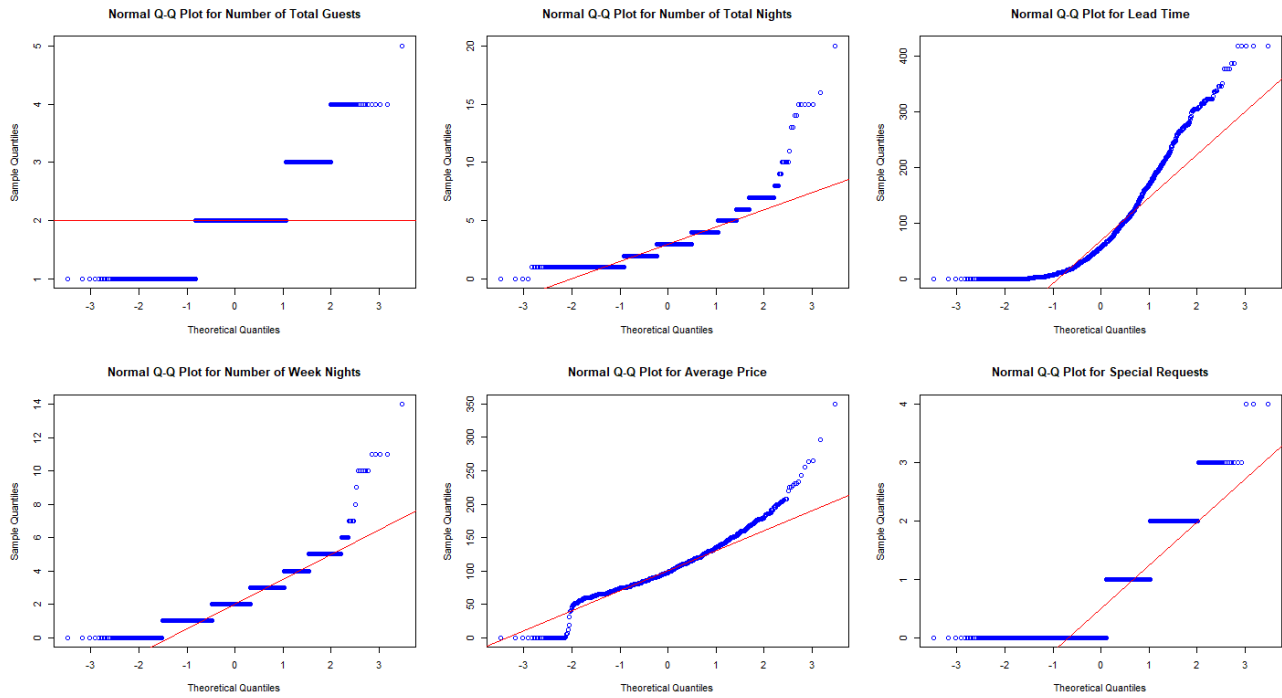 Normal Q-Q Plot for Number of Total Guests
Sample Quantiles
5
4
3
2
1
-3 -2 -1 0 1 2 3
Theoretical Quantiles
Normal Q-Q Plot for Number of Total Nights
Sample Quantiles
20
15
10
5
0
-3 -2 -1 0 1 2 3
Theoretical Quantiles
Normal Q-Q Plot for Lead Time
Sample Quantiles
400
300
200
100
0
-3 -2 -1 0 1 2 3
Theoretical Quantiles
Normal Q-Q Plot for Number of Week Nights
Sample Quantiles
14
12
10
8
6
4
2
0
-3 -2 -1 0 1 2 3
Theoretical Quantiles
Normal Q-Q Plot for Average Price
Sample Quantiles
350
300
250
200
150
100
50
0
-3 -2 -1 0 1 2 3
Theoretical Quantiles
Normal Q-Q Plot for Special Requests
Sample Quantiles
4
3
2
1
0
-3 -2 -1 0 1 2 3
Theoretical Quantiles